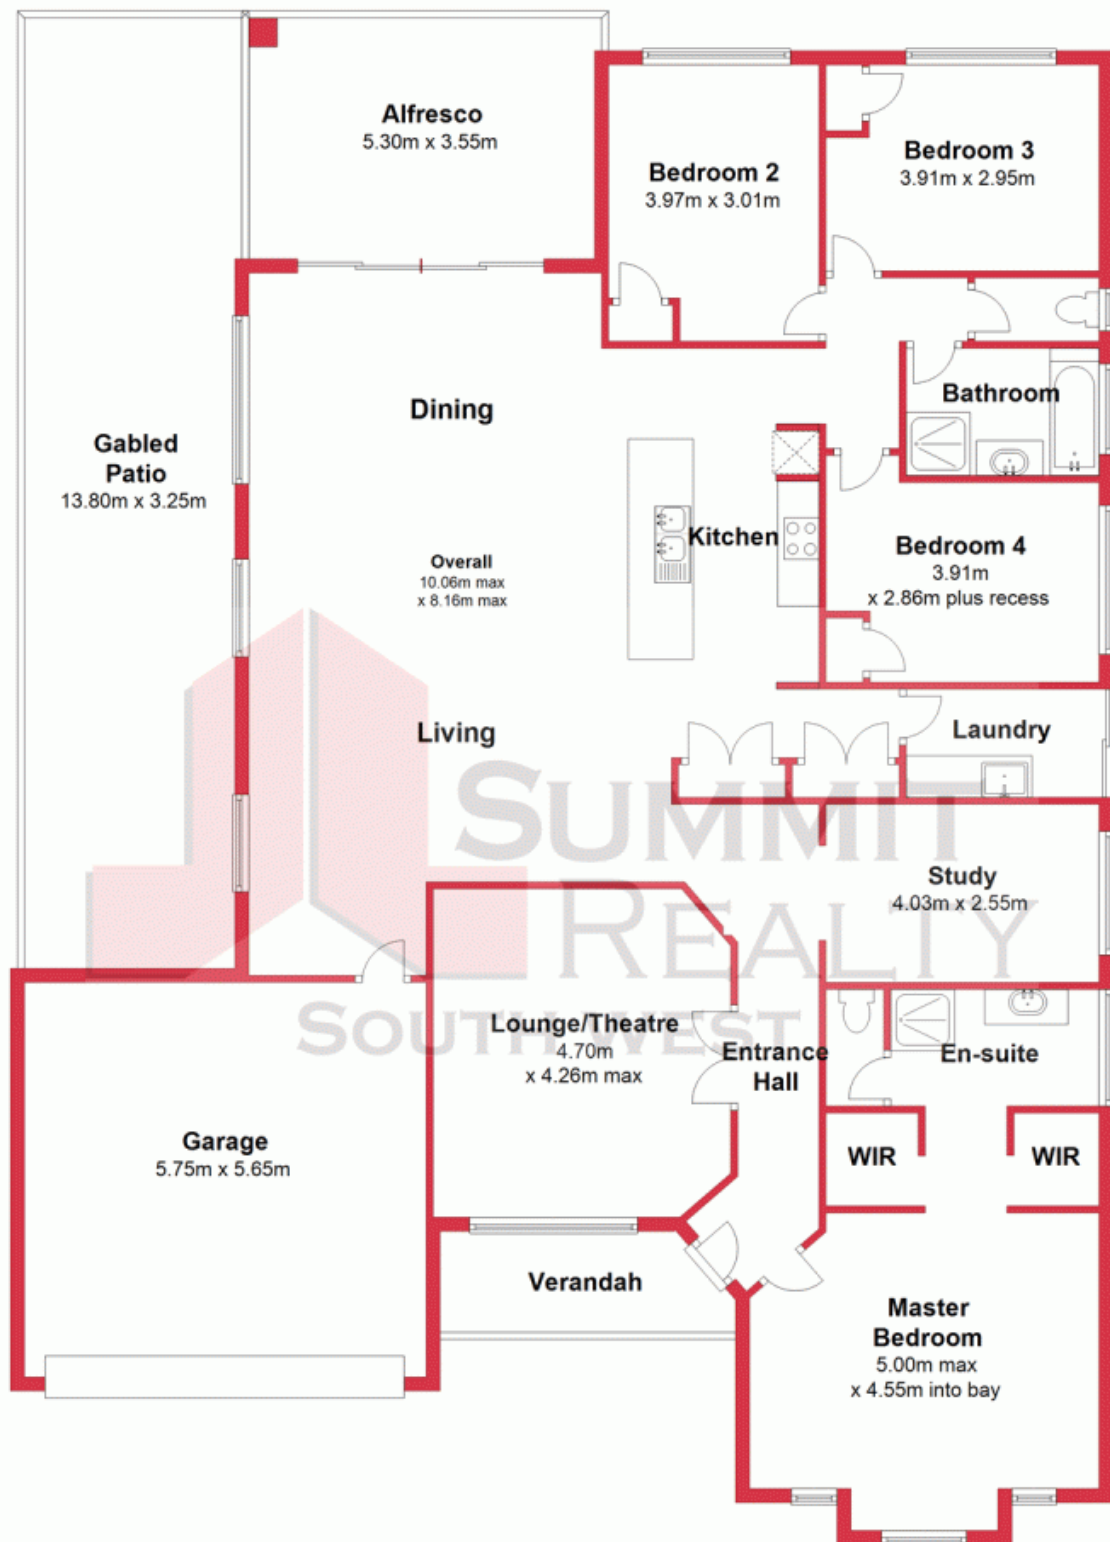 Alfresco
5.30m x 3.55m
Bedroom 2
3.97m x 3.01m
Bedroom 3
3.91m x 2.95m
Bathroom
Dining
Gabled
Patio
13.80m x 3.25m
Kitchen
Overall
10.06m max
x 8.16m max
Bedroom 4
3.91m
x 2.86m plus recess
Living
Laundry
SUMMIT
REALTY
SOUTH WEST
Study
4.03m x 2.55m
Lounge/Theatre
4.70m
x 4.26m max
Entrance
Hall
En-suite
Garage
5.75m x 5.65m
WIR
WIR
Verandah
Master
Bedroom
5.00m max
x 4.55m into bay